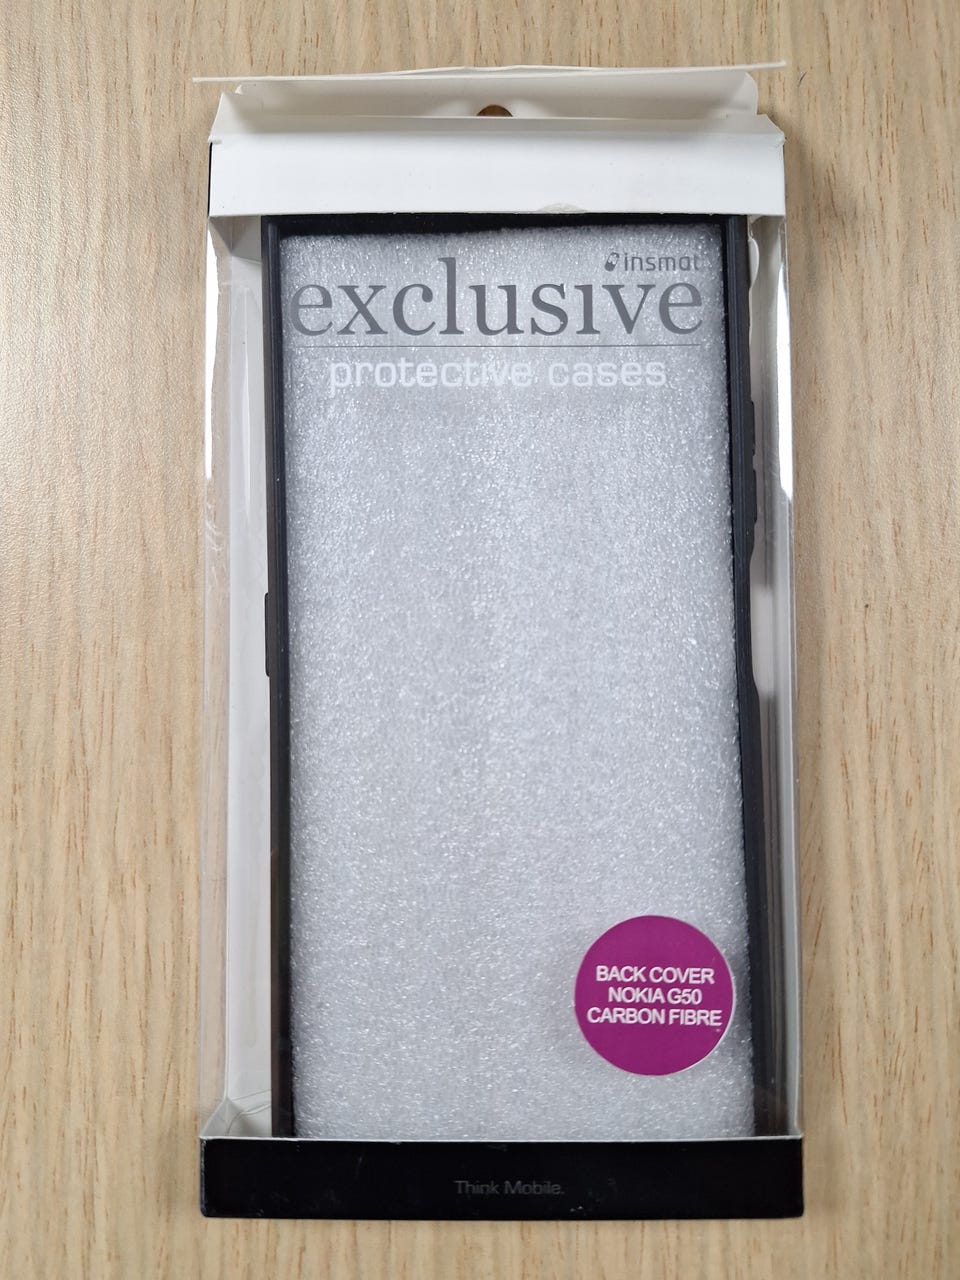 insmat
exclusive
protective cases
BACK COVER
NOKIA G50
CARBON FIBRE
Think Mobile.